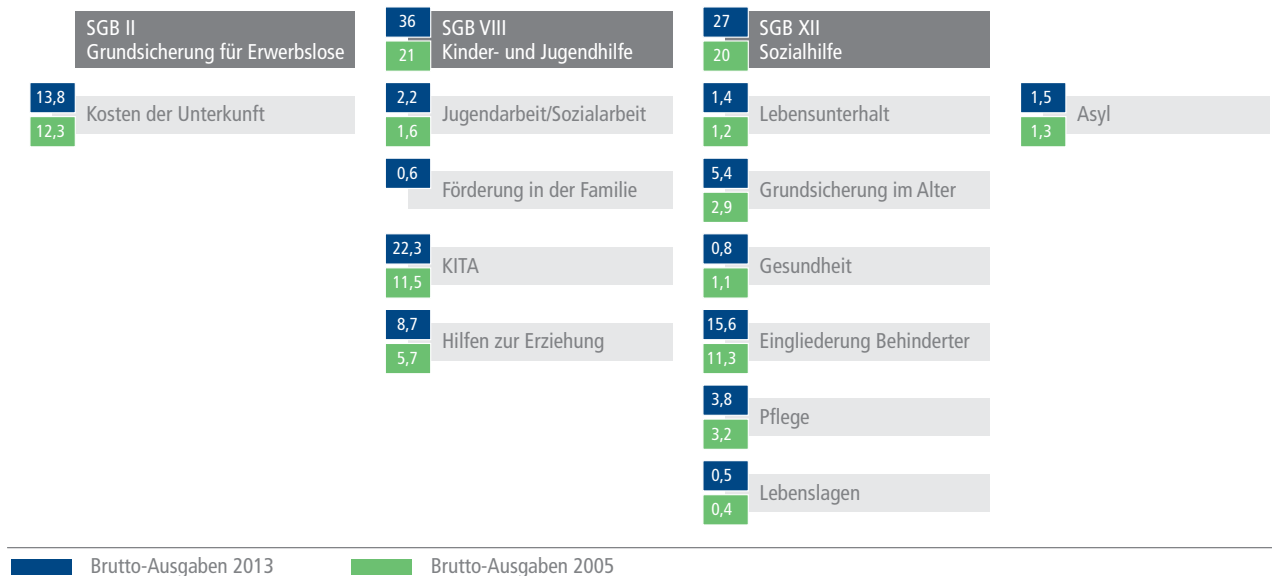 SGB II
Grundsicherung für Erwerbslose
13,8
12,3
Kosten der Unterkunft
36
21
SGB VIII
Kinder- und Jugendhilfe
2,2
1,6
Jugendarbeit/Sozialarbeit
0,6
Förderung in der Familie
22,3
11,5
KITA
8,7
5,7
Hilfen zur Erziehung
27
20
SGB XII
Sozialhilfe
1,4
1,2
Lebensunterhalt
5,4
2,9
Grundsicherung im Alter
0,8
1,1
Gesundheit
15,6
11,3
Eingliederung Behinderter
3,8
3,2
Pflege
0,5
0,4
Lebenslagen
1,5
1,3
Asyl
Brutto-Ausgaben 2013
Brutto-Ausgaben 2005